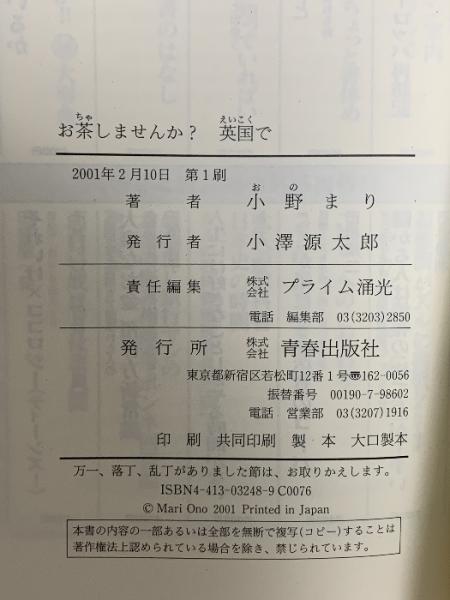 お茶しませんか? 英国で
ちゃ えいこく
2001年2月10日 第1刷
おの
著者 小野まり
発行者 小澤源太郎
責任編集 株式会社 プライム涌光
電話 編集部 03(3203)2850
発行所 株式会社 青春出版社
東京都新宿区若松町12番1号〠162-0056
振替番号 00190-7-98602
電話 営業部 03(3207)1916
印刷 共同印刷 製本 大口製本
万一、落丁、乱丁がありました節は、お取りかえします。
ISBN4-413-03248-9 C0076
© Mari Ono 2001 Printed in Japan
本書の内容の一部あるいは全部を無断で複写(コピー)することは
著作権法上認められている場合を除き、禁じられています。